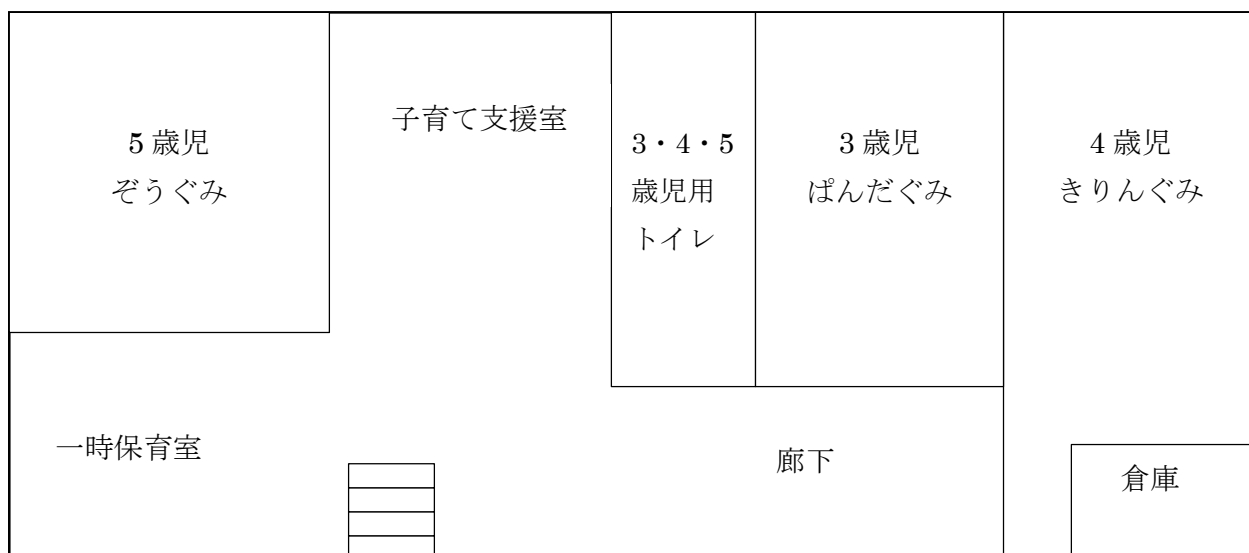 5 歳児
ぞうぐみ
子育て支援室
3・4・5
歳児用
トイレ
3 歳児
ぱんだぐみ
4 歳児
きりんぐみ
一時保育室
廊下
倉庫